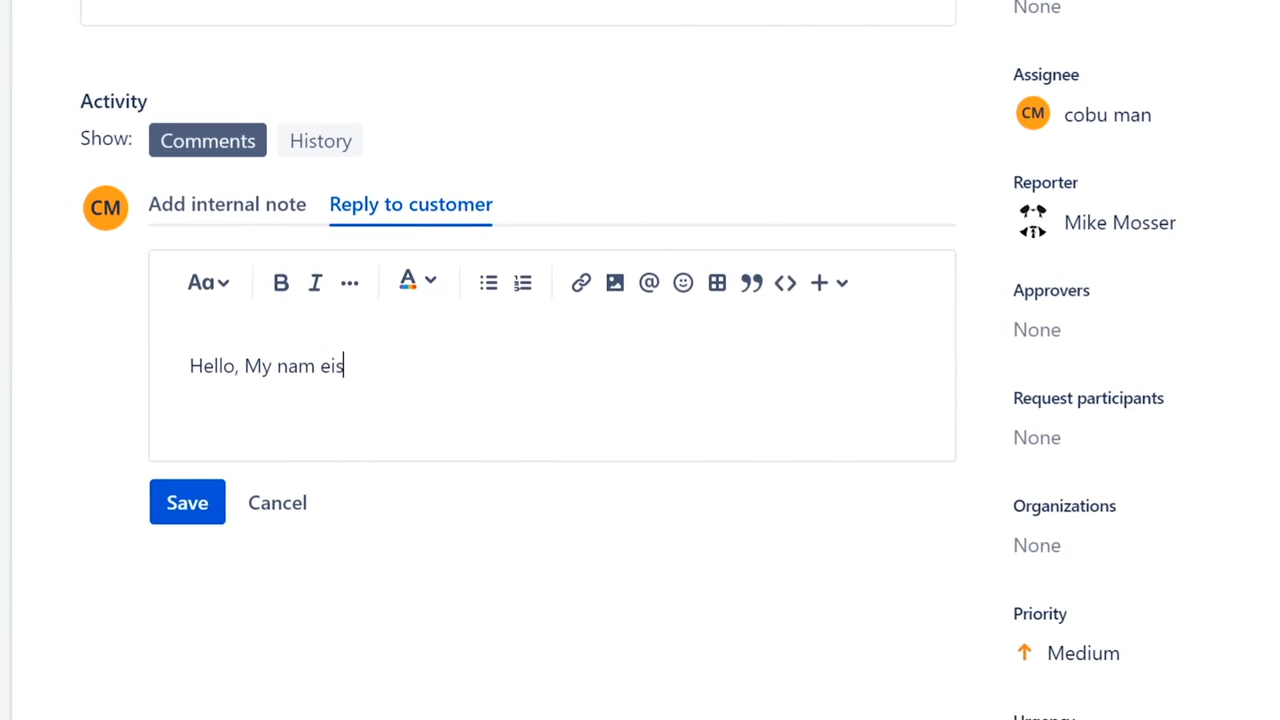 None
Assignee
CM cobu man
Activity
Show: Comments History
Reporter
CM Add internal note Reply to customer
Mike Mosser
Aa B I ... A
Approvers
None
Hello, My nam eis
Request participants
None
Save Cancel
Organizations
None
Priority
Medium